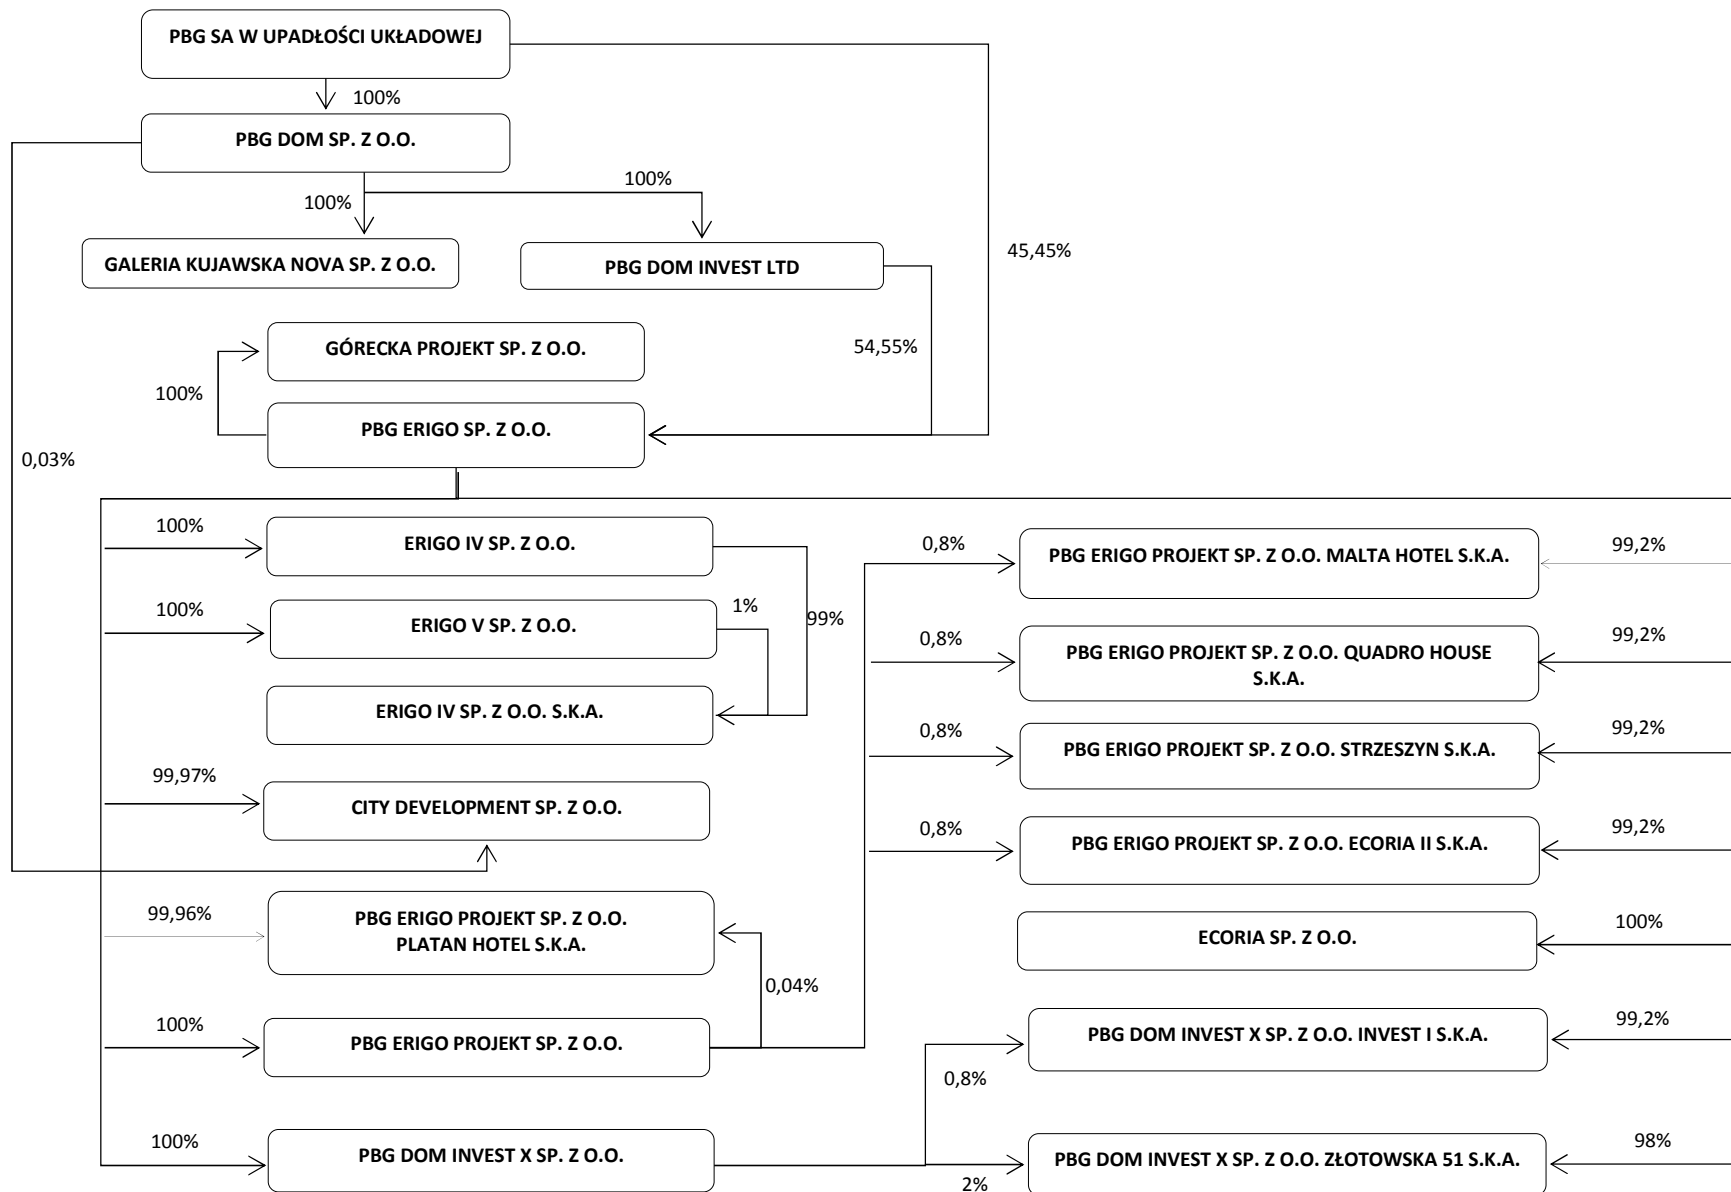 PBG SA W UPADŁOŚCI UKŁADOWEJ
100%
PBG DOM SP. Z O.O.
100%
100%
GALERIA KUJAWSKA NOVA SP. Z O.O.
PBG DOM INVEST LTD
45,45%
GÓRECKA PROJEKT SP. Z O.O.
54,55%
100%
PBG ERIGO SP. Z O.O.
0,03%
100%
ERIGO IV SP. Z O.O.
0,8%
PBG ERIGO PROJEKT SP. Z O.O. MALTA HOTEL S.K.A.
99,2%
100%
ERIGO V SP. Z O.O.
1%
99%
0,8%
PBG ERIGO PROJEKT SP. Z O.O. QUADRO HOUSE
S.K.A.
99,2%
ERIGO IV SP. Z O.O. S.K.A.
0,8%
PBG ERIGO PROJEKT SP. Z O.O. STRZESZYN S.K.A.
99,2%
99,97%
CITY DEVELOPMENT SP. Z O.O.
0,8%
PBG ERIGO PROJEKT SP. Z O.O. ECORIA II S.K.A.
99,2%
99,96%
PBG ERIGO PROJEKT SP. Z O.O.
PLATAN HOTEL S.K.A.
ECORIA SP. Z O.O.
100%
0,04%
100%
PBG ERIGO PROJEKT SP. Z O.O.
PBG DOM INVEST X SP. Z O.O. INVEST I S.K.A.
99,2%
0,8%
100%
PBG DOM INVEST X SP. Z O.O.
2%
PBG DOM INVEST X SP. Z O.O. ZŁOTOWSKA 51 S.K.A.
98%